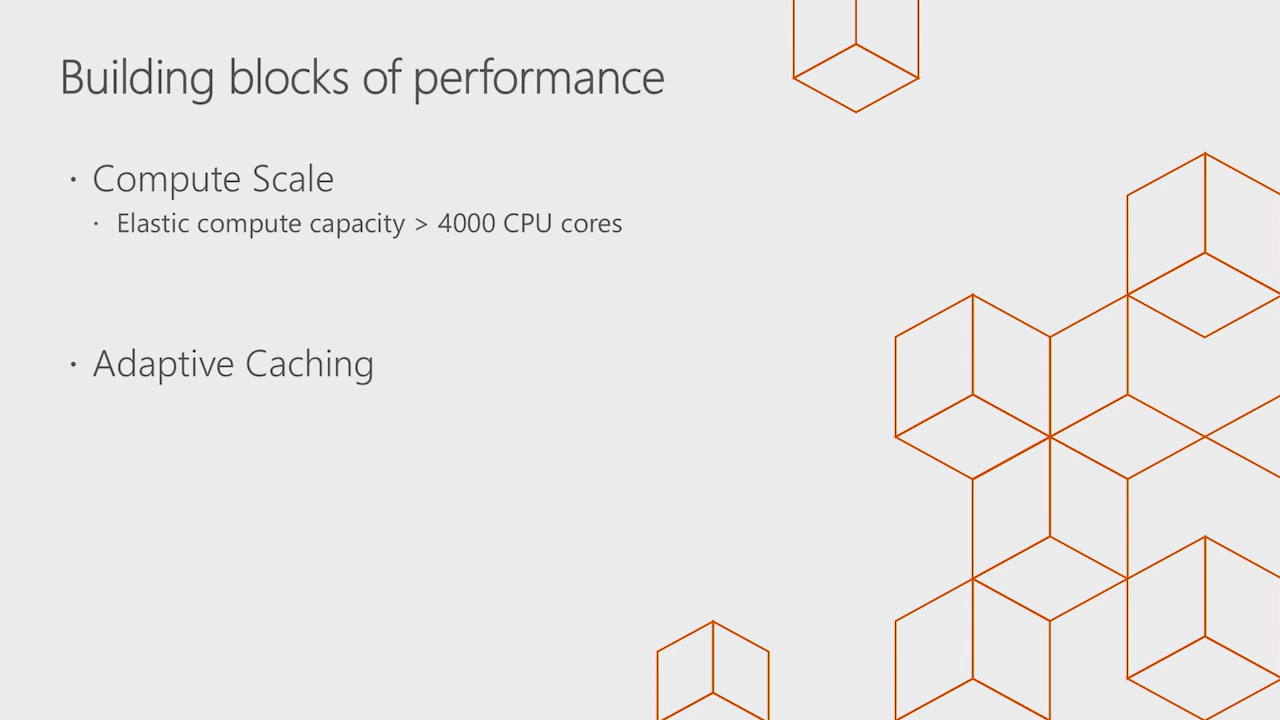 Building blocks of performance
· Compute Scale
· Elastic compute capacity > 4000 CPU cores
· Adaptive Caching